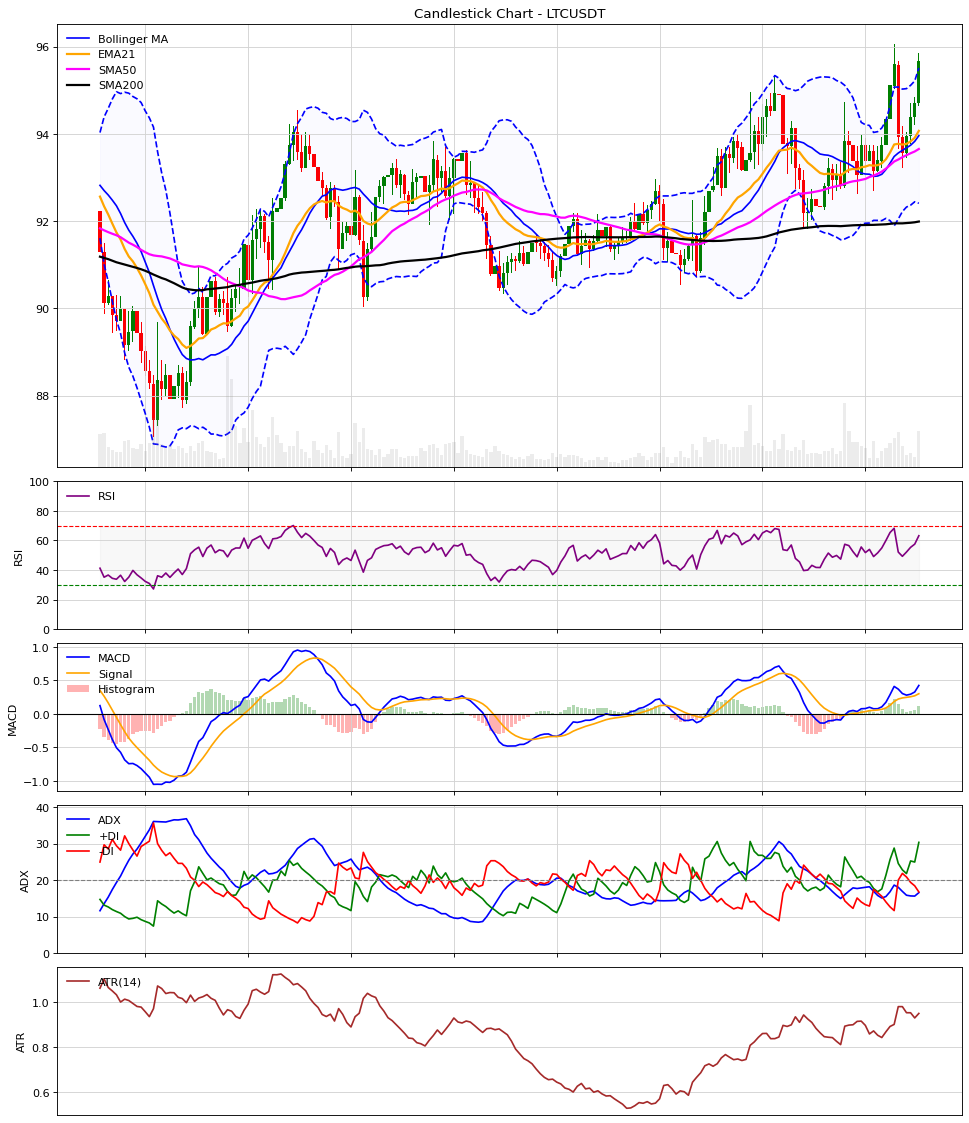 Candlestick Chart - LTCUSDT
Bollinger MA
EMA21
SMA50
SMA200
96
94
92
90
88
RSI
RSI
100
80
60
40
20
0
MACD
Signal
Histogram
MACD
1.0
0.5
0.0
−0.5
−1.0
ADX
+DI
-DI
ADX
40
30
20
10
0
ATR(14)
ATR
1.0
0.8
0.6